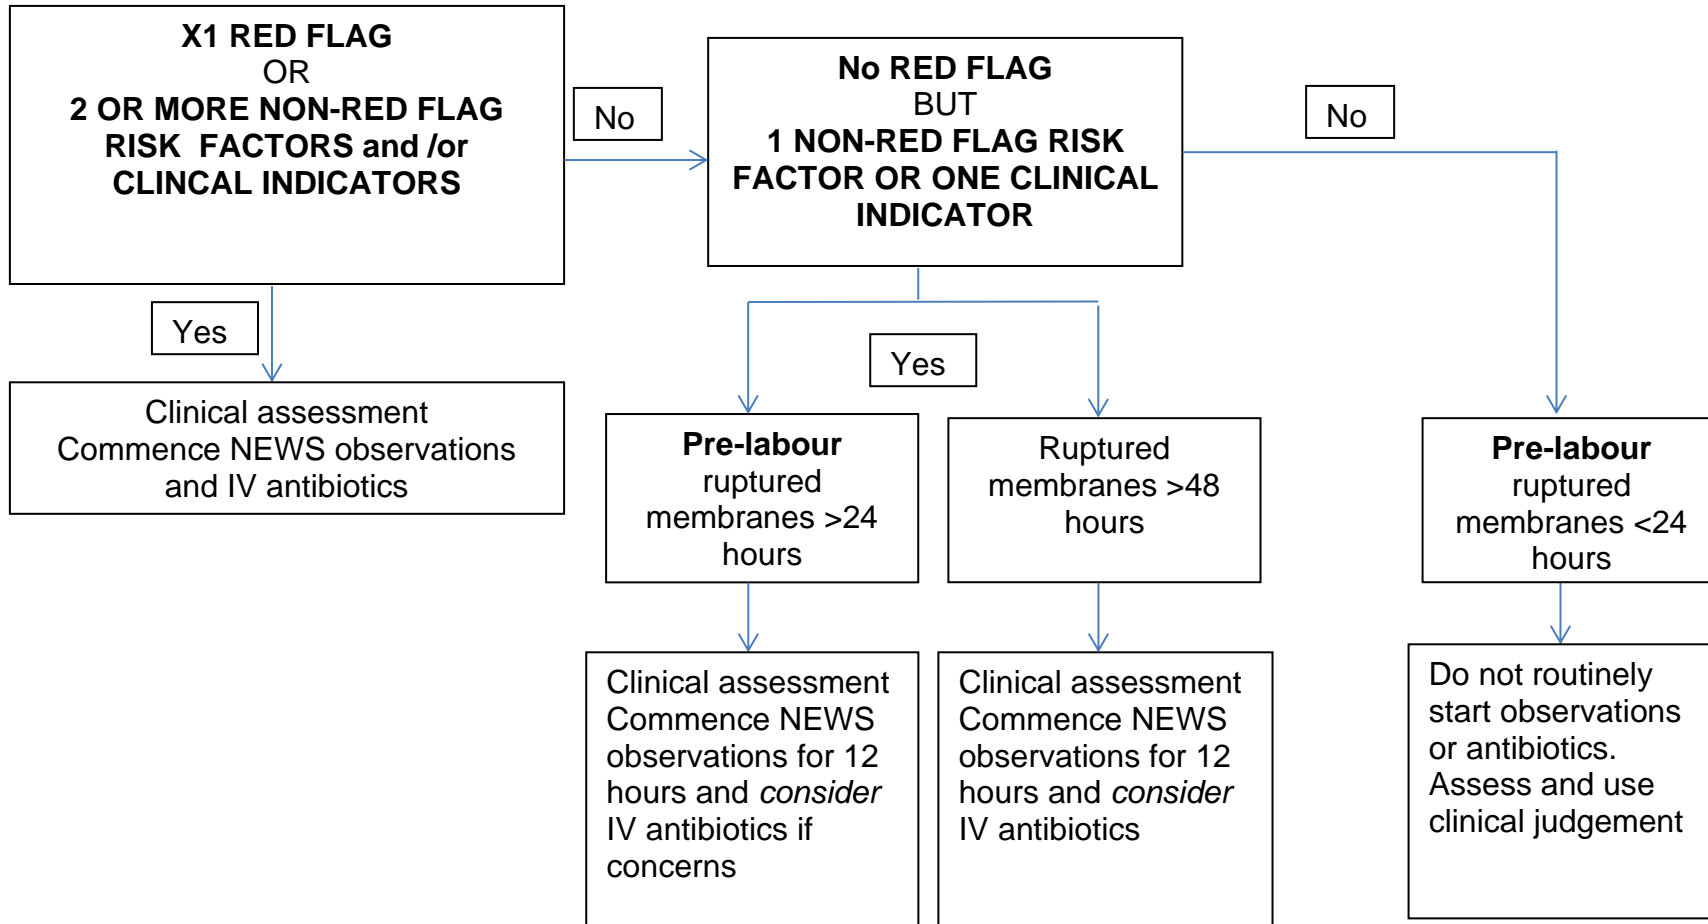 X1 RED FLAG
OR
2 OR MORE NON-RED FLAG
RISK FACTORS and /or
CLINCAL INDICATORS
No
No RED FLAG
BUT
1 NON-RED FLAG RISK
FACTOR OR ONE CLINICAL
INDICATOR
No
Yes
Yes
Clinical assessment
Commence NEWS observations
and IV antibiotics
Pre-labour
ruptured
membranes >24
hours
Ruptured
membranes >48
hours
Pre-labour
ruptured
membranes <24
hours
Clinical assessment
Commence NEWS
observations for 12
hours and consider
IV antibiotics if
concerns
Clinical assessment
Commence NEWS
observations for 12
hours and consider
IV antibiotics
Do not routinely
start observations
or antibiotics.
Assess and use
clinical judgement